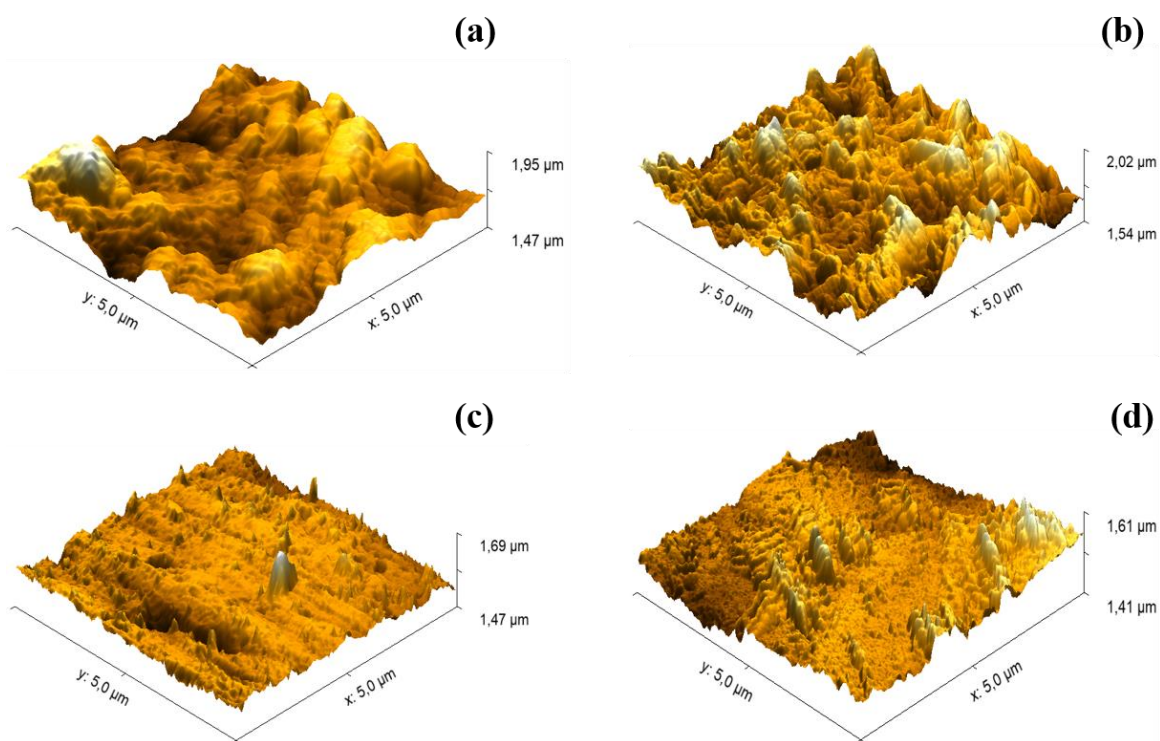 (a)
1,95 µm
1,47 µm
y: 5,0 µm
x: 5,0 µm
(b)
2,02 µm
1,54 µm
y: 5,0 µm
x: 5,0 µm
(c)
1,69 µm
1,47 µm
y: 5,0 µm
x: 5,0 µm
(d)
1,61 µm
1,41 µm
y: 5,0 µm
x: 5,0 µm